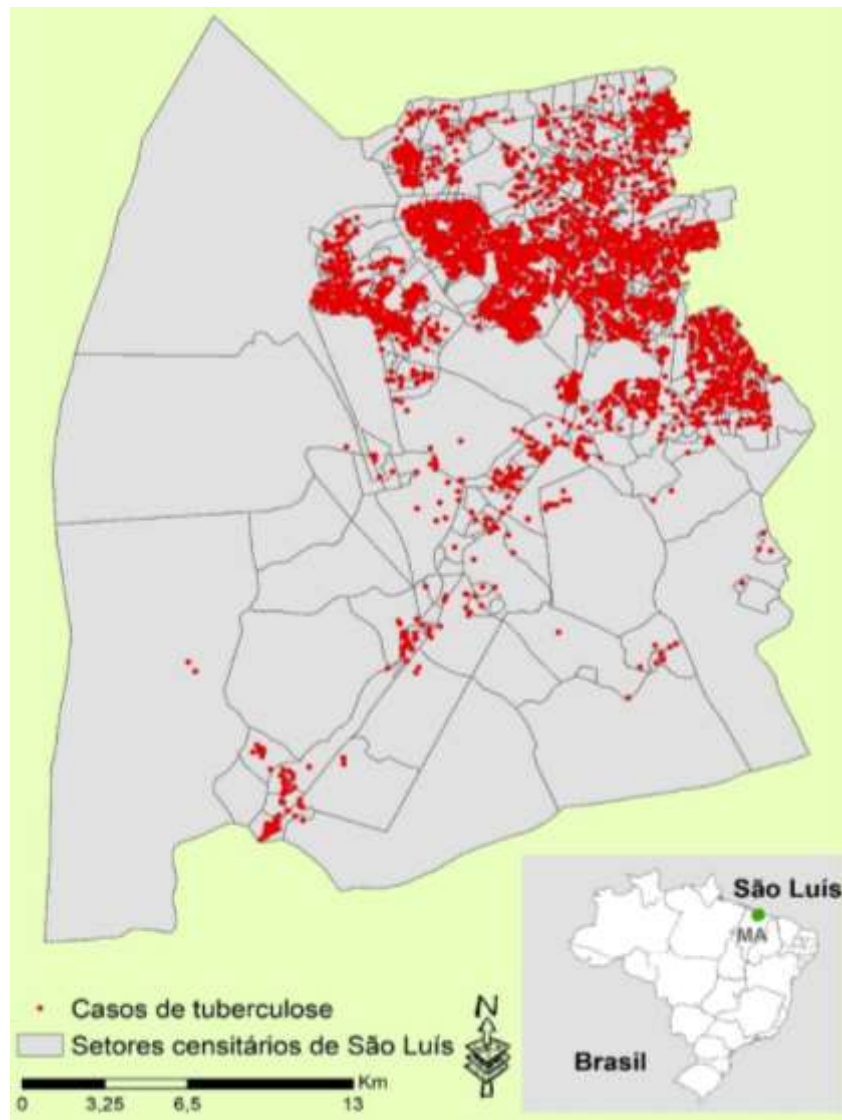 São Luís
MA
Brasil
Casos de tuberculose
Setores censitários de São Luís
N
Km
0 3,25 6,5 13